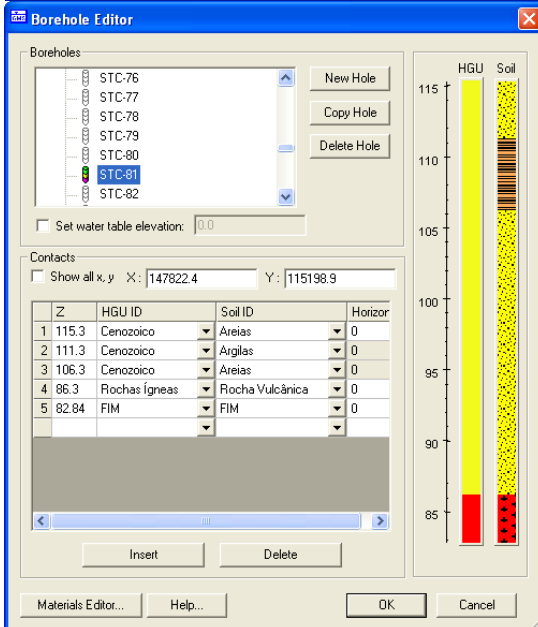 GMS Borehole Editor
Boreholes
STC-76
STC-77
STC-78
STC-79
STC-80
STC-81
STC-82
New Hole
Copy Hole
Delete Hole
Set water table elevation: 0.0
Contacts
Show all x, y X: 147822.4 Y: 115198.9
Z HGU ID Soil ID Horizor
1 115.3 Cenozoico Areias 0
2 111.3 Cenozoico Argilas 0
3 106.3 Cenozoico Areias 0
4 86.3 Rochas Ígneas Rocha Vulcânica 0
5 82.84 FIM FIM 0
Insert Delete
HGU Soil
115
110
105
100
95
90
85
Materials Editor... Help... OK Cancel